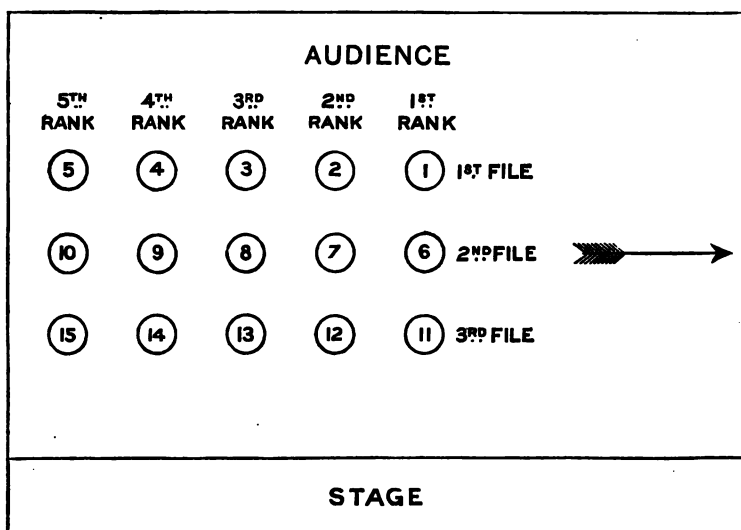 AUDIENCE
5TH 4TH 3RD 2ND 1ST
RANK RANK RANK RANK RANK
5 4 3 2 1 1ST FILE
10 9 8 7 6 2ND FILE
15 14 13 12 11 3RD FILE
STAGE